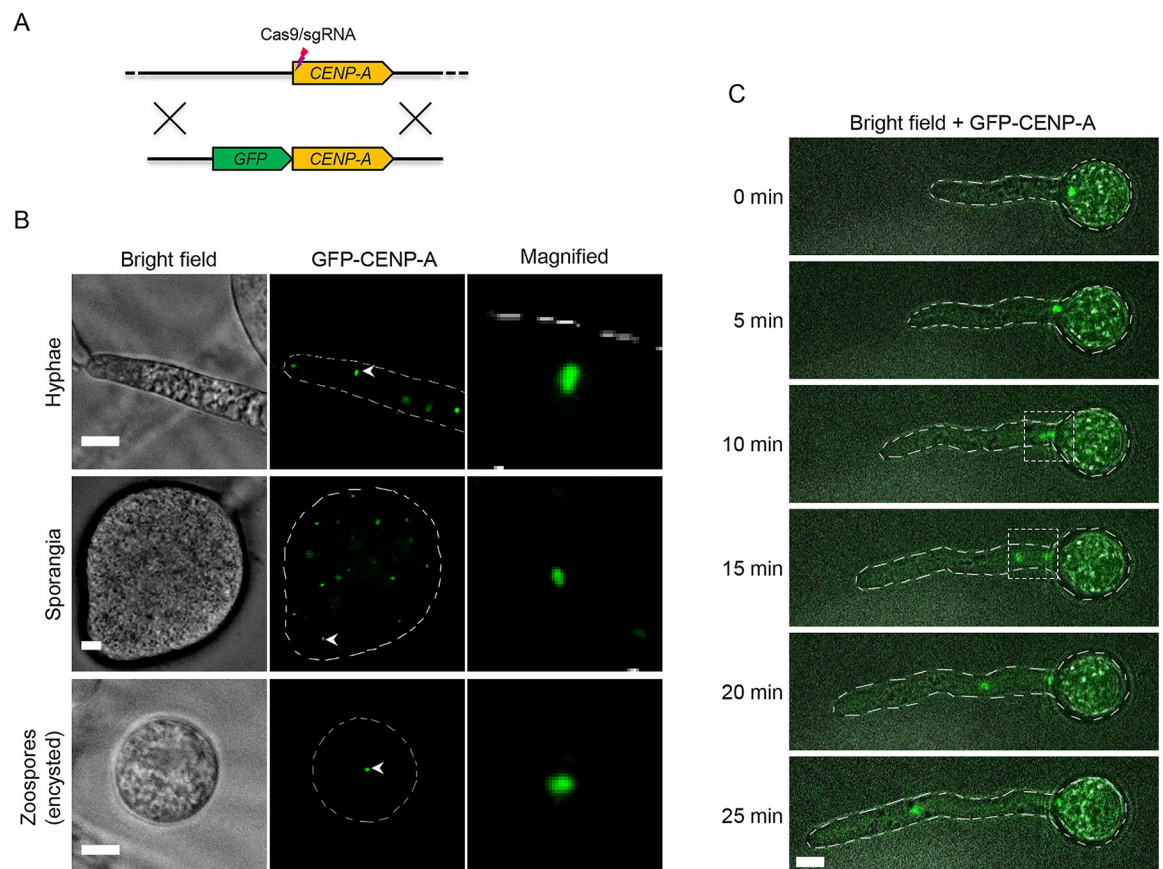 A
Cas9/sgRNA
CENP-A
GFP
CENP-A
B
Bright field
GFP-CENP-A
Magnified
Hyphae
Sporangia
Zoospores
(encysted)
C
Bright field + GFP-CENP-A
0 min
5 min
10 min
15 min
20 min
25 min